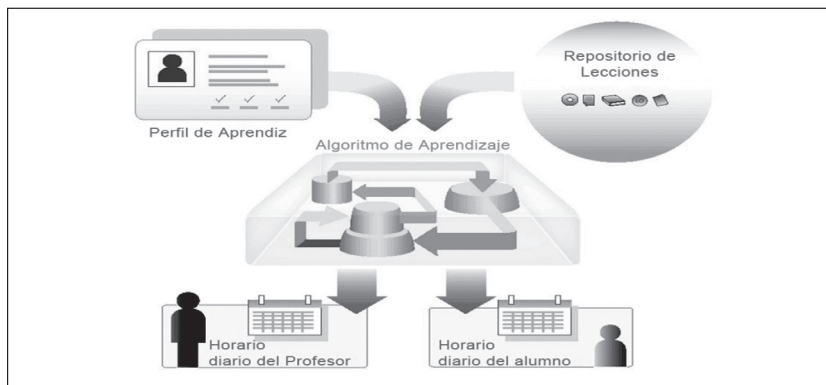 Repositorio de
Lecciones
Perfil de Aprendiz
Algoritmo de Aprendizaje
Horario
diario del Profesor
Horario
diario del alumno